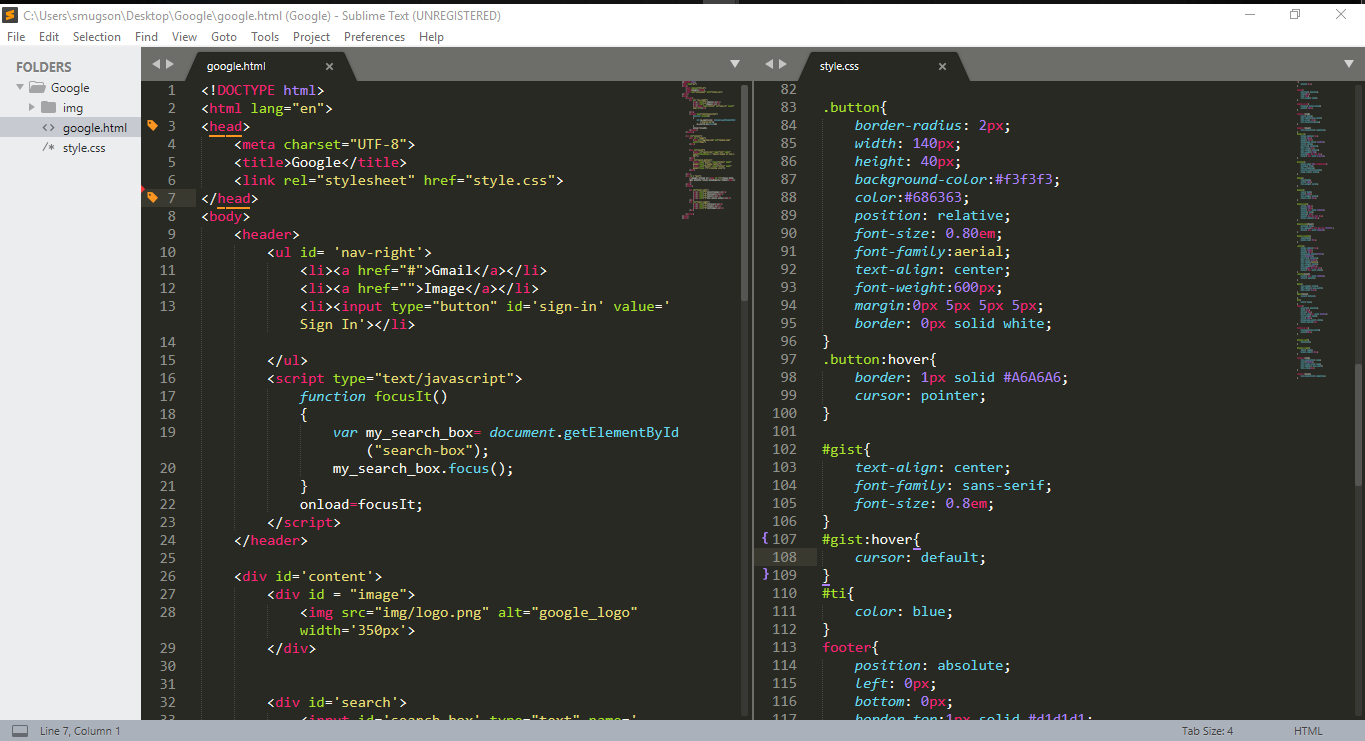 C:\Users\smugson\Desktop\Google\google.html (Google) - Sublime Text (UNREGISTERED)
File Edit Selection Find View Goto Tools Project Preferences Help
FOLDERS
Google
img
google.html
style.css
google.html
1 <!DOCTYPE html>
2 <html lang="en">
3 <head>
4 <meta charset="UTF-8">
5 <title>Google</title>
6 <link rel="stylesheet" href="style.css">
7 </head>
8 <body>
9 <header>
10 <ul id= 'nav-right'>
11 <li><a href="#">Gmail</a></li>
12 <li><a href="">Image</a></li>
13 <li><input type="button" id='sign-in' value='
Sign In'></li>
14
15 </ul>
16 <script type="text/javascript">
17 function focusIt()
18 {
19 var my_search_box= document.getElementById
("search-box");
20 my_search_box.focus();
21 }
22 onload=focusIt;
23 </script>
24 </header>
25
26 <div id='content'>
27 <div id = "image">
28 <img src="img/logo.png" alt="google_logo"
width='350px'>
29 </div>
30
31
32 <div id='search'>
33 <input id='search-box' type="text" name='
style.css
82
83 .button{
84 border-radius: 2px;
85 width: 140px;
86 height: 40px;
87 background-color:#f3f3f3;
88 color:#686363;
89 position: relative;
90 font-size: 0.80em;
91 font-family:aerial;
92 text-align: center;
93 font-weight:600px;
94 margin:0px 5px 5px 5px;
95 border: 0px solid white;
96 }
97 .button:hover{
98 border: 1px solid #A6A6A6;
99 cursor: pointer;
100 }
101
102 #gist{
103 text-align: center;
104 font-family: sans-serif;
105 font-size: 0.8em;
106 }
107 #gist:hover{
108 cursor: default;
109 }
110 #ti{
111 color: blue;
112 }
113 footer{
114 position: absolute;
115 left: 0px;
116 bottom: 0px;
117 border-top:1px solid #d1d1d1;
Line 7, Column 1
Tab Size: 4
HTML